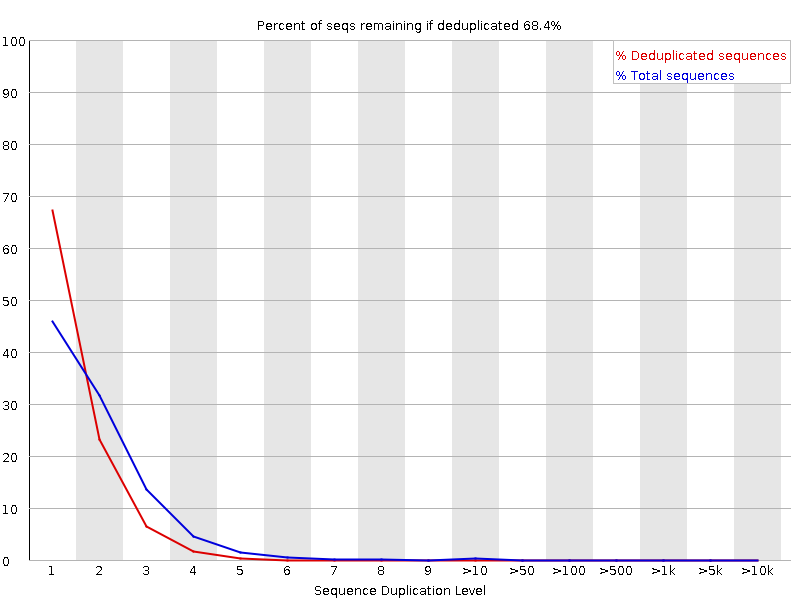 Percent of seqs remaining if deduplicated 68.4%
% Deduplicated sequences
% Total sequences
100
90
80
70
60
50
40
30
20
10
0
1 2 3 4 5 6 7 8 9 >10 >50 >100 >500 >1k >5k >10k
Sequence Duplication Level